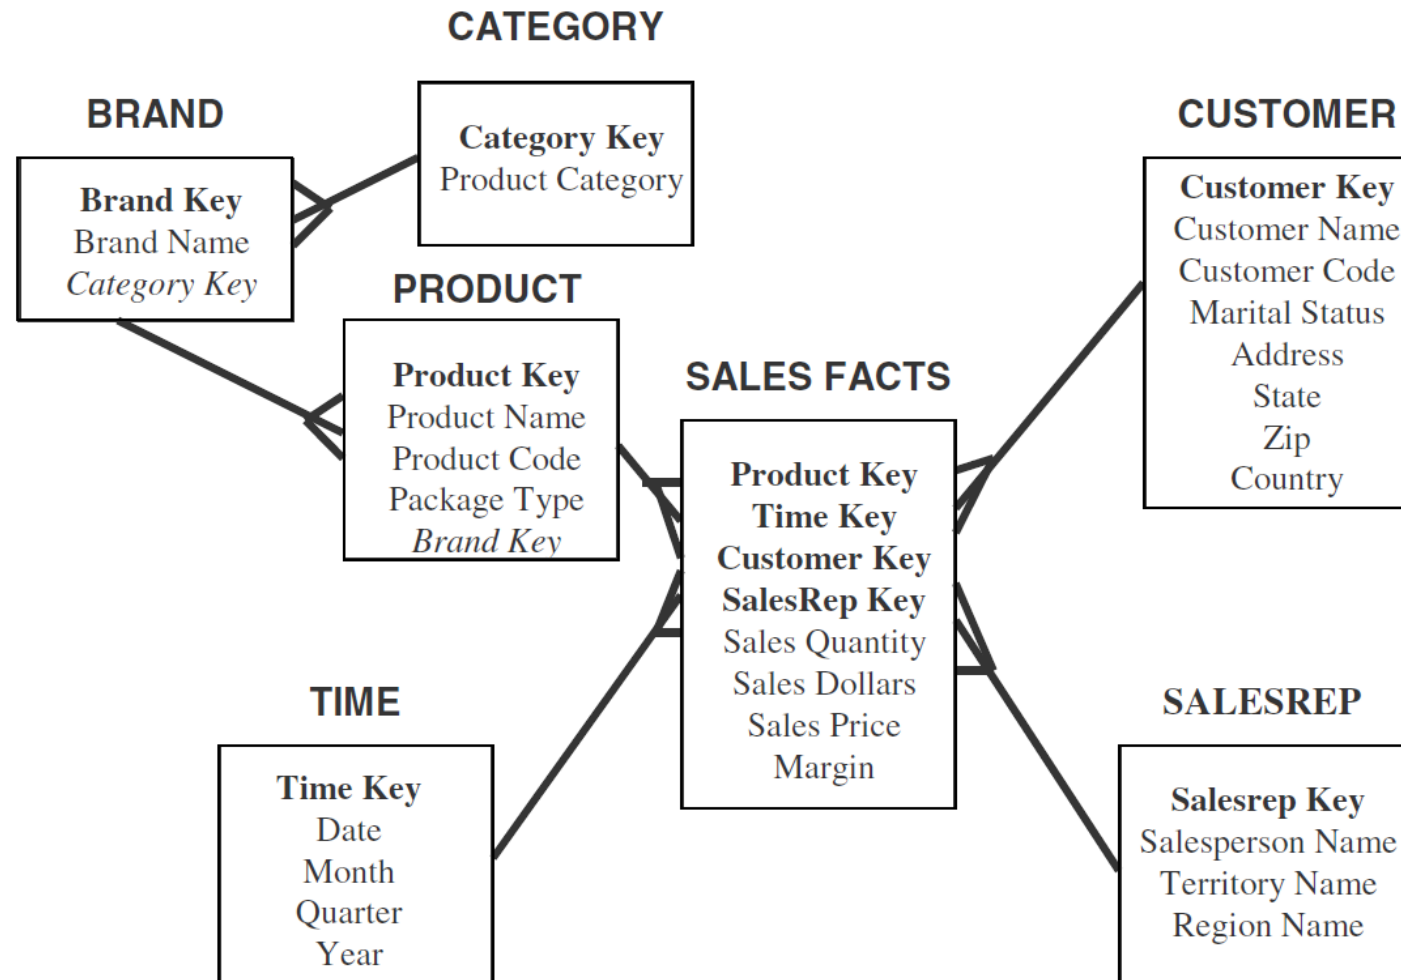 CATEGORY
Category Key
Product Category
BRAND
Brand Key
Brand Name
Category Key
PRODUCT
Product Key
Product Name
Product Code
Package Type
Brand Key
SALES FACTS
Product Key
Time Key
Customer Key
SalesRep Key
Sales Quantity
Sales Dollars
Sales Price
Margin
CUSTOMER
Customer Key
Customer Name
Customer Code
Marital Status
Address
State
Zip
Country
TIME
Time Key
Date
Month
Quarter
Year
SALESREP
Salesrep Key
Salesperson Name
Territory Name
Region Name